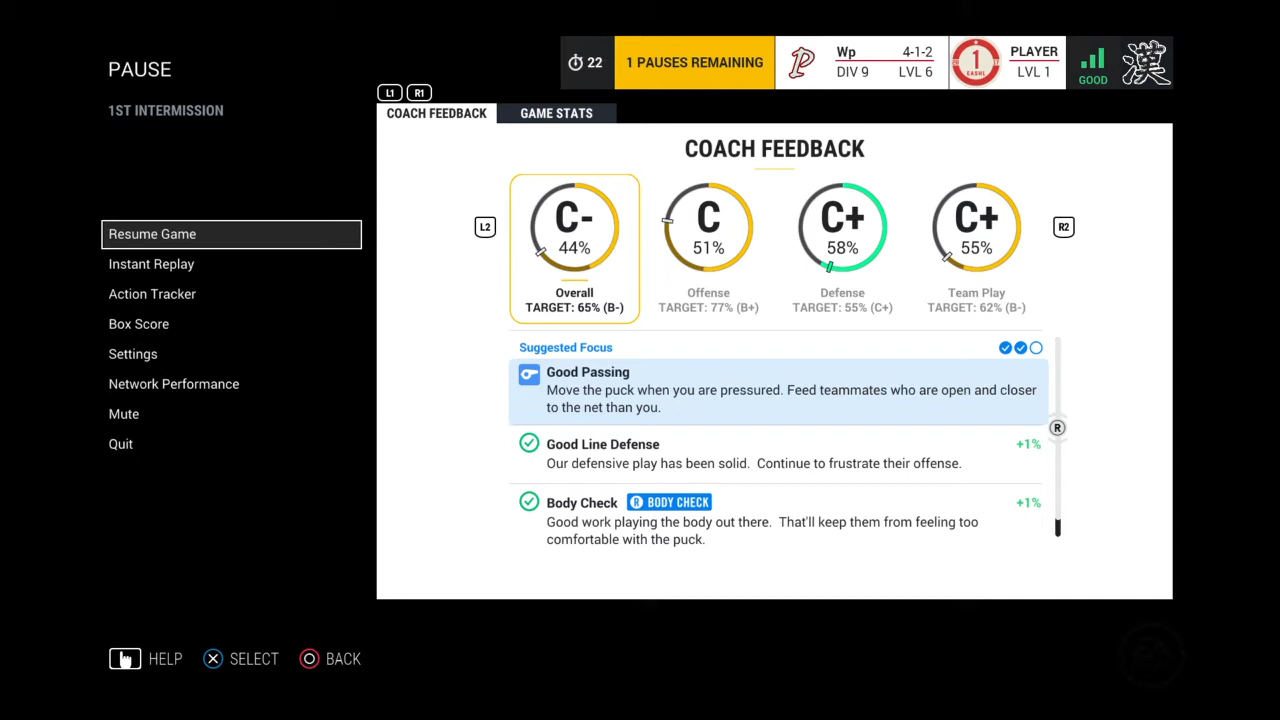 PAUSE
1ST INTERMISSION
22
1 PAUSES REMAINING
P
Wp 4-1-2
DIV 9 LVL 6
1
EASHL
PLAYER
LVL 1
GOOD
漢
L1 R1
COACH FEEDBACK GAME STATS
COACH FEEDBACK
L2
C-
44%
Overall
TARGET: 65% (B-)
C
51%
Offense
TARGET: 77% (B+)
C+
58%
Defense
TARGET: 55% (C+)
C+
55%
Team Play
TARGET: 62% (B-)
R2
Resume Game
Instant Replay
Action Tracker
Box Score
Settings
Network Performance
Mute
Quit
Suggested Focus
Good Passing
Move the puck when you are pressured. Feed teammates who are open and closer
to the net than you.
R
Good Line Defense +1%
Our defensive play has been solid. Continue to frustrate their offense.
Body Check R BODY CHECK +1%
Good work playing the body out there. That'll keep them from feeling too
comfortable with the puck.
HELP SELECT BACK
EA